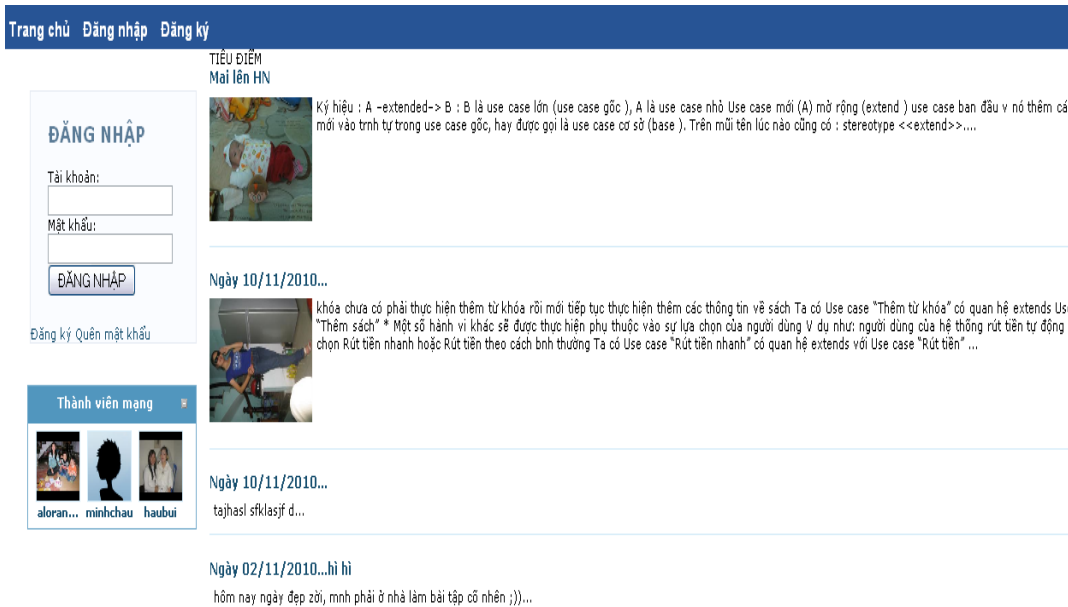 Trang chủ Đăng nhập Đăng ký
ĐĂNG NHẬP
Tài khoản:
Mật khẩu:
ĐĂNG NHẬP
Đăng ký Quên mật khẩu
Thành viên mạng
aloran... minhchau haubui
TIÊU ĐIỂM
Mai lên HN
Ký hiệu : A –extended–> B : B là use case lớn (use case gốc ), A là use case nhỏ Use case mới (A) mở rộng (extend ) use case ban đầu v nó thêm cá
mới vào trnh tự trong use case gốc, hay được gọi là use case cơ sở (base ). Trên mũi tên lúc nào cũng có : stereotype <<extend>>....
Ngày 10/11/2010...
khóa chưa có phải thực hiện thêm từ khóa rồi mới tiếp tục thực hiện thêm các thông tin về sách Ta có Use case “Thêm từ khóa” có quan hệ extends Us
“Thêm sách” * Một số hành vi khác sẽ được thực hiện phụ thuộc vào sự lựa chọn của người dùng V dụ như: người dùng của hệ thống rút tiền tự động
chọn Rút tiền nhanh hoặc Rút tiền theo cách bnh thường Ta có Use case “Rút tiền nhanh” có quan hệ extends với Use case “Rút tiền” ...
Ngày 10/11/2010...
tajhasl sfklasjf d...
Ngày 02/11/2010...hì hì
hôm nay ngày đẹp zời, mnh phải ở nhà làm bài tập cố nhên ;))...